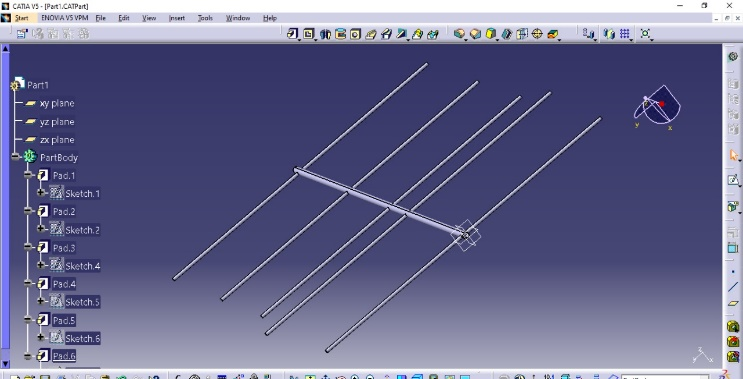 CATIA V5 - [Part1.CATPart]
Start ENOVIA V5 VPM File Edit View Insert Tools Window Help
Part1
xy plane
yz plane
zx plane
PartBody
Pad.1
Sketch.1
Pad.2
Sketch.2
Pad.3
Sketch.4
Pad.4
Sketch.5
Pad.5
Sketch.6
Pad.6
y
x